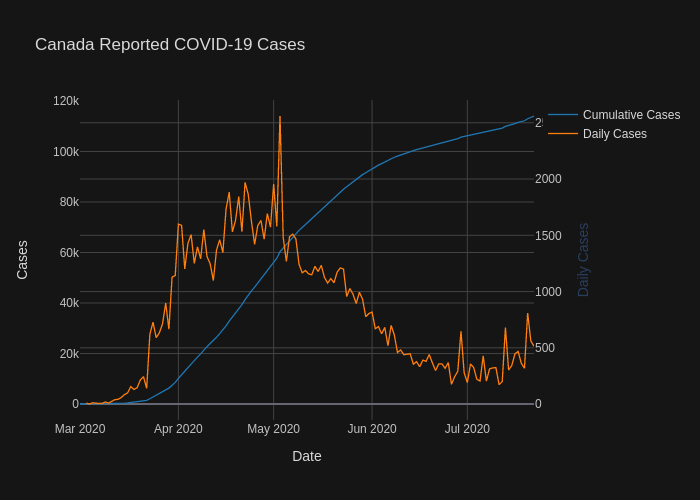 Canada Reported COVID-19 Cases
Cumulative Cases
Daily Cases
120k
100k
80k
60k
40k
20k
0
Cases
2000
1500
1000
500
0
Daily Cases
Mar 2020
Apr 2020
May 2020
Jun 2020
Jul 2020
Date